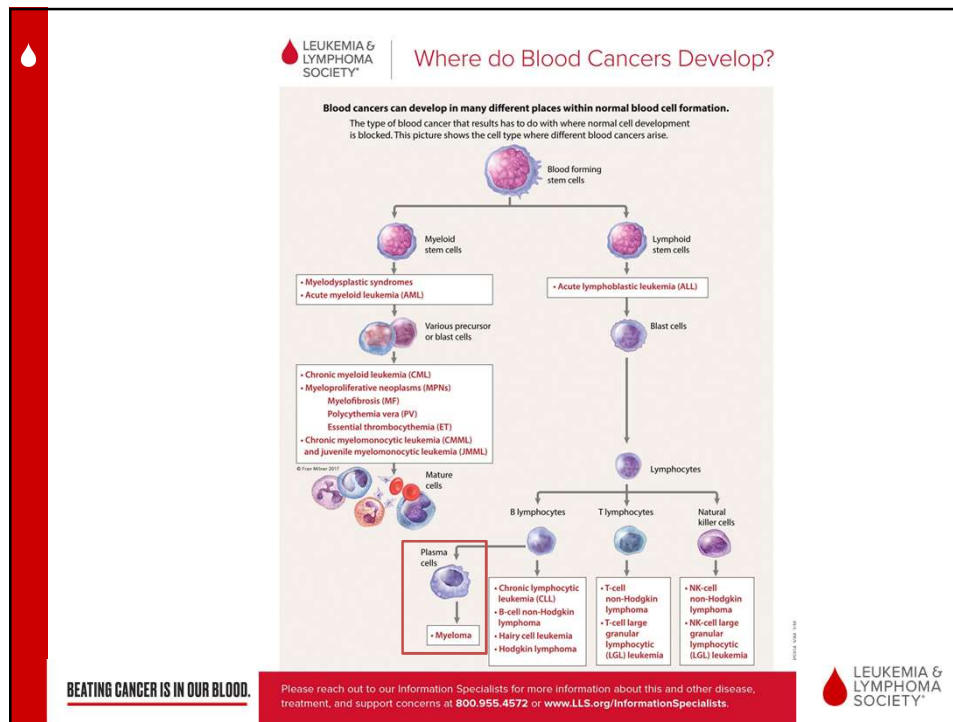 LEUKEMIA &
LYMPHOMA
SOCIETY®
Where do Blood Cancers Develop?
Blood cancers can develop in many different places within normal blood cell formation.
The type of blood cancer that results has to do with where normal cell development
is blocked. This picture shows the cell type where different blood cancers arise.
Blood forming
stem cells
Myeloid
stem cells
Lymphoid
stem cells
• Myelodysplastic syndromes
• Acute myeloid leukemia (AML)
• Acute lymphoblastic leukemia (ALL)
Various precursor
or blast cells
Blast cells
• Chronic myeloid leukemia (CML)
• Myeloproliferative neoplasms (MPNs)
Myelofibrosis (MF)
Polycythemia vera (PV)
Essential thrombocythemia (ET)
• Chronic myelomonocytic leukemia (CMML)
and juvenile myelomonocytic leukemia (JMML)
© Fran Milner 2017
Mature
cells
Lymphocytes
B lymphocytes
T lymphocytes
Natural
killer cells
Plasma
cells
• Myeloma
• Chronic lymphocytic
leukemia (CLL)
• B-cell non-Hodgkin
lymphoma
• Hairy cell leukemia
• Hodgkin lymphoma
• T-cell
non-Hodgkin
lymphoma
• T-cell large
granular
lymphocytic
(LGL) leukemia
• NK-cell
non-Hodgkin
lymphoma
• NK-cell large
granular
lymphocytic
(LGL) leukemia
BEATING CANCER IS IN OUR BLOOD.
Please reach out to our Information Specialists for more information about this and other disease,
treatment, and support concerns at 800.955.4572 or www.LLS.org/InformationSpecialists.
LEUKEMIA &
LYMPHOMA
SOCIETY®